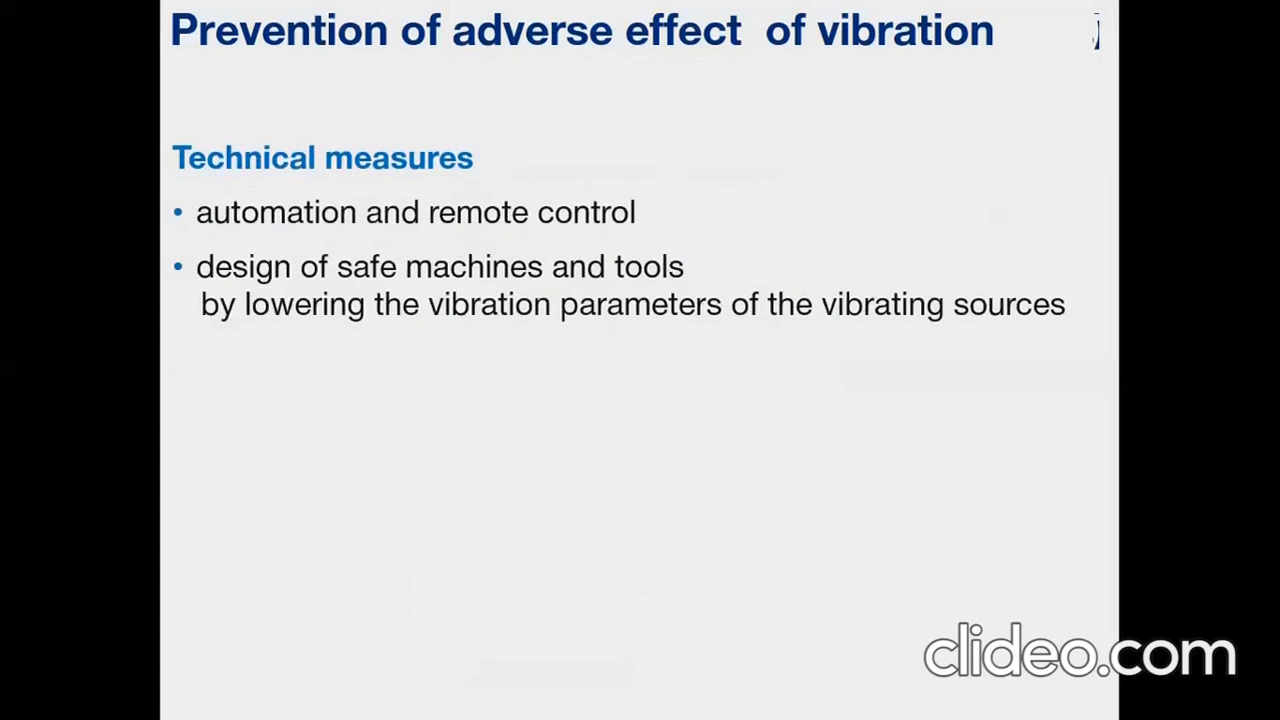 Prevention of adverse effect of vibration
Technical measures
• automation and remote control
• design of safe machines and tools
by lowering the vibration parameters of the vibrating sources
clideo.com